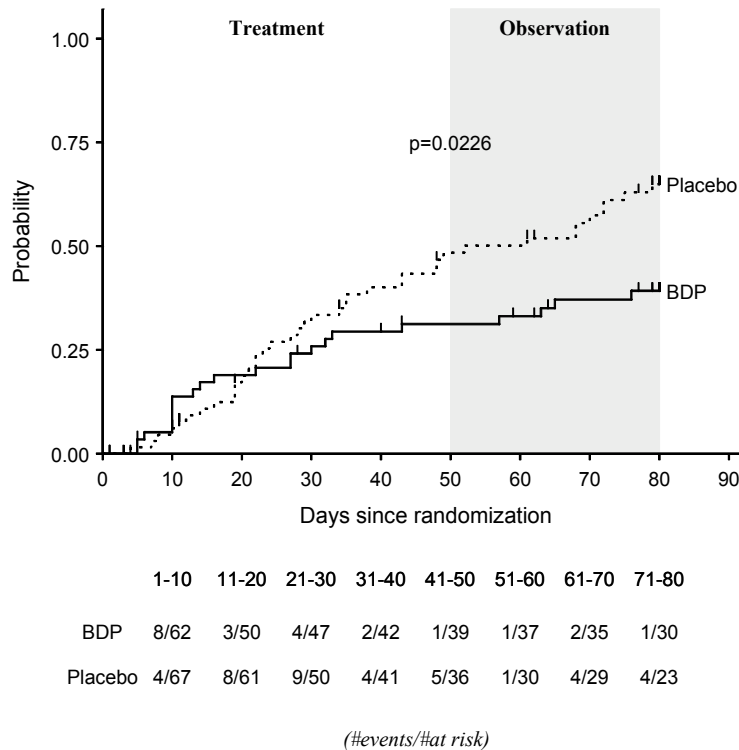 Treatment Observation
1.00
p=0.0226
0.75
Placebo
0.50
BDP
0.25
0.00
Probability
0 10 20 30 40 50 60 70 80 90
Days since randomization
1-10 11-20 21-30 31-40 41-50 51-60 61-70 71-80
BDP 8/62 3/50 4/47 2/42 1/39 1/37 2/35 1/30
Placebo 4/67 8/61 9/50 4/41 5/36 1/30 4/29 4/23
(#events/#at risk)